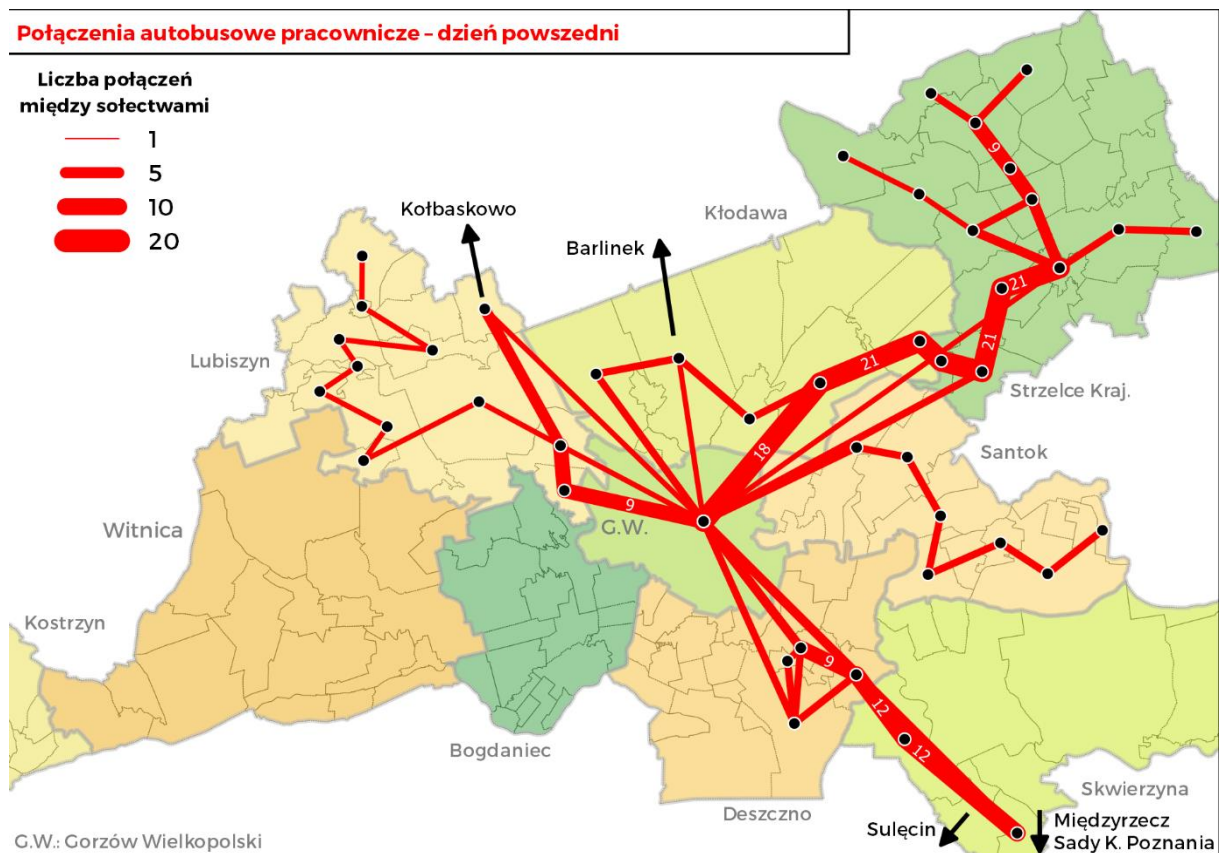 Połączenia autobusowe pracownicze – dzień powszedni
Liczba połączeń
między sołectwami
1
5
10
20
Kołbaskowo
Kłodawa
Barlinek
9
Lubiszyn
21
21
21
Strzelce Kraj.
18
Santok
9
G.W.
Witnica
Kostrzyn
9
12
12
Bogdaniec
Deszczno
Skwierzyna
Sulęcin
Międzyrzecz
Sady K. Poznania
G.W.: Gorzów Wielkopolski